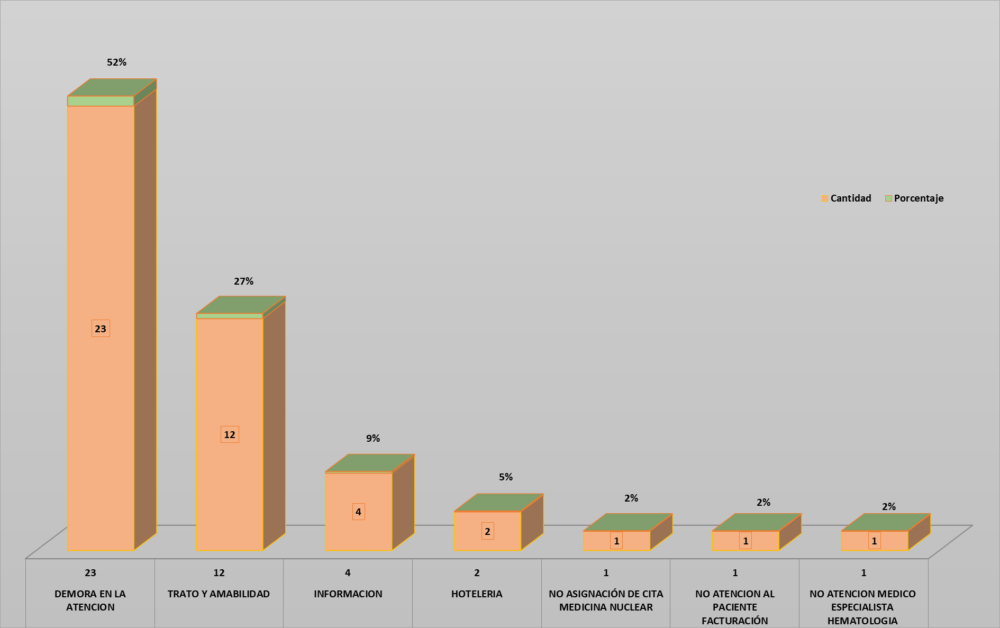 52%
27%
9%
5%
2%
2%
2%
Cantidad
Porcentaje
23
12
4
2
1
1
1
23
12
4
2
1
1
1
DEMORA EN LA
ATENCION
TRATO Y AMABILIDAD
INFORMACION
HOTELERIA
NO ASIGNACIÓN DE CITA
MEDICINA NUCLEAR
NO ATENCION AL
PACIENTE
FACTURACIÓN
NO ATENCION MEDICO
ESPECIALISTA
HEMATOLOGIA